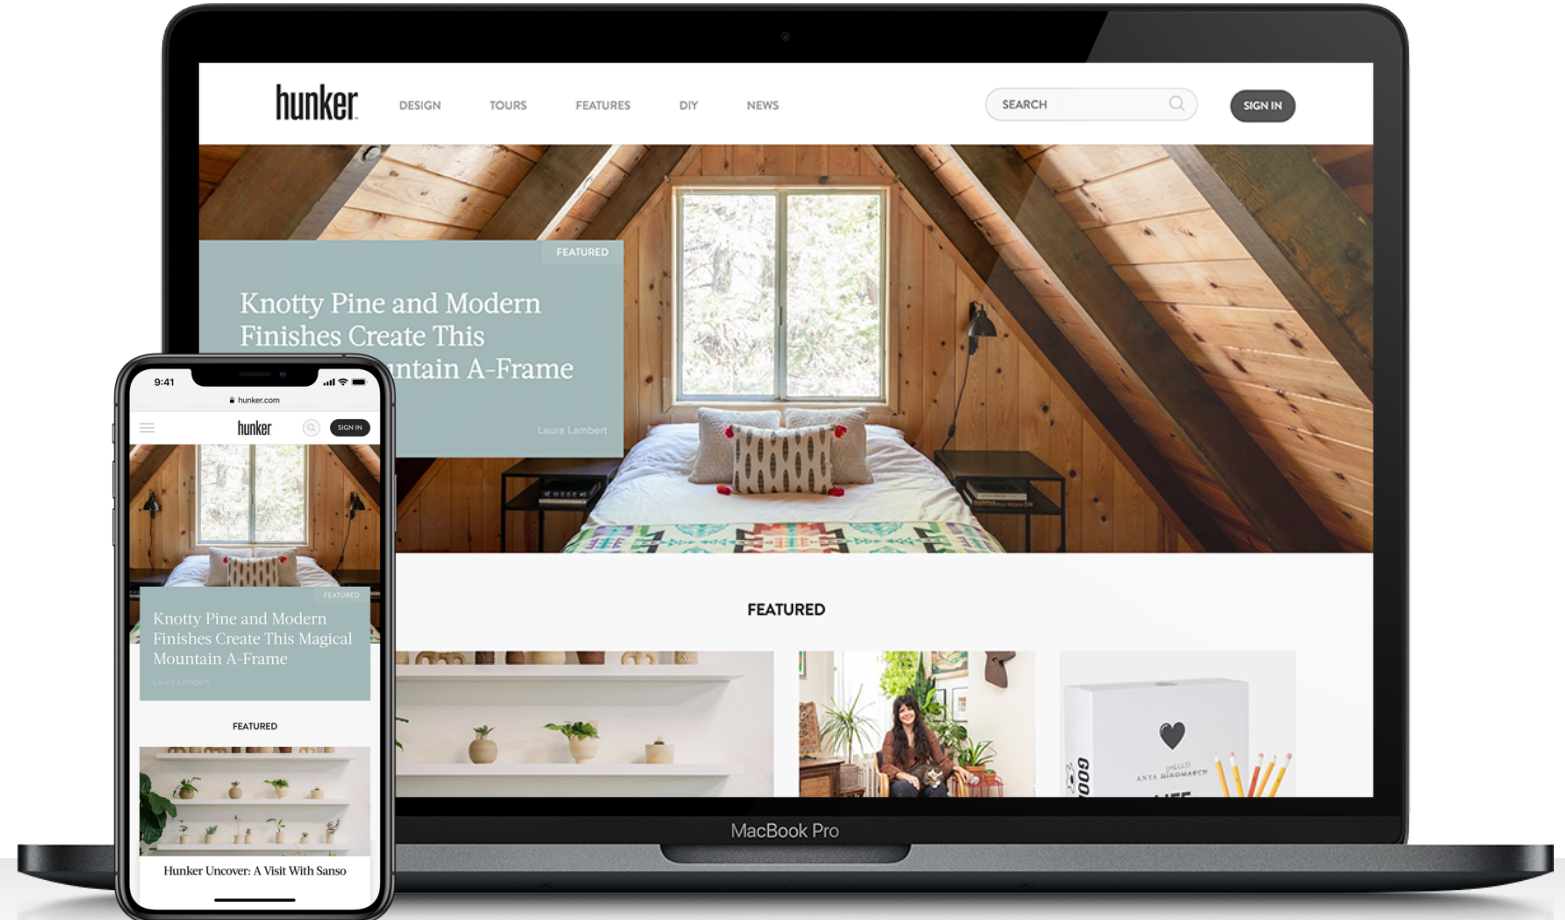 hunker
DESIGN
TOURS
FEATURES
DIY
NEWS
SEARCH
SIGN IN
FEATURED
Knotty Pine and Modern
Finishes Create This
ntain A-Frame
Laura Lambert
FEATURED
ANYA HINDMARCH
MacBook Pro
9:41
hunker.com
hunker
SIGN IN
FEATURED
Knotty Pine and Modern
Finishes Create This Magical
Mountain A-Frame
Laura Lambert
FEATURED
Hunker Uncover: A Visit With Sanso